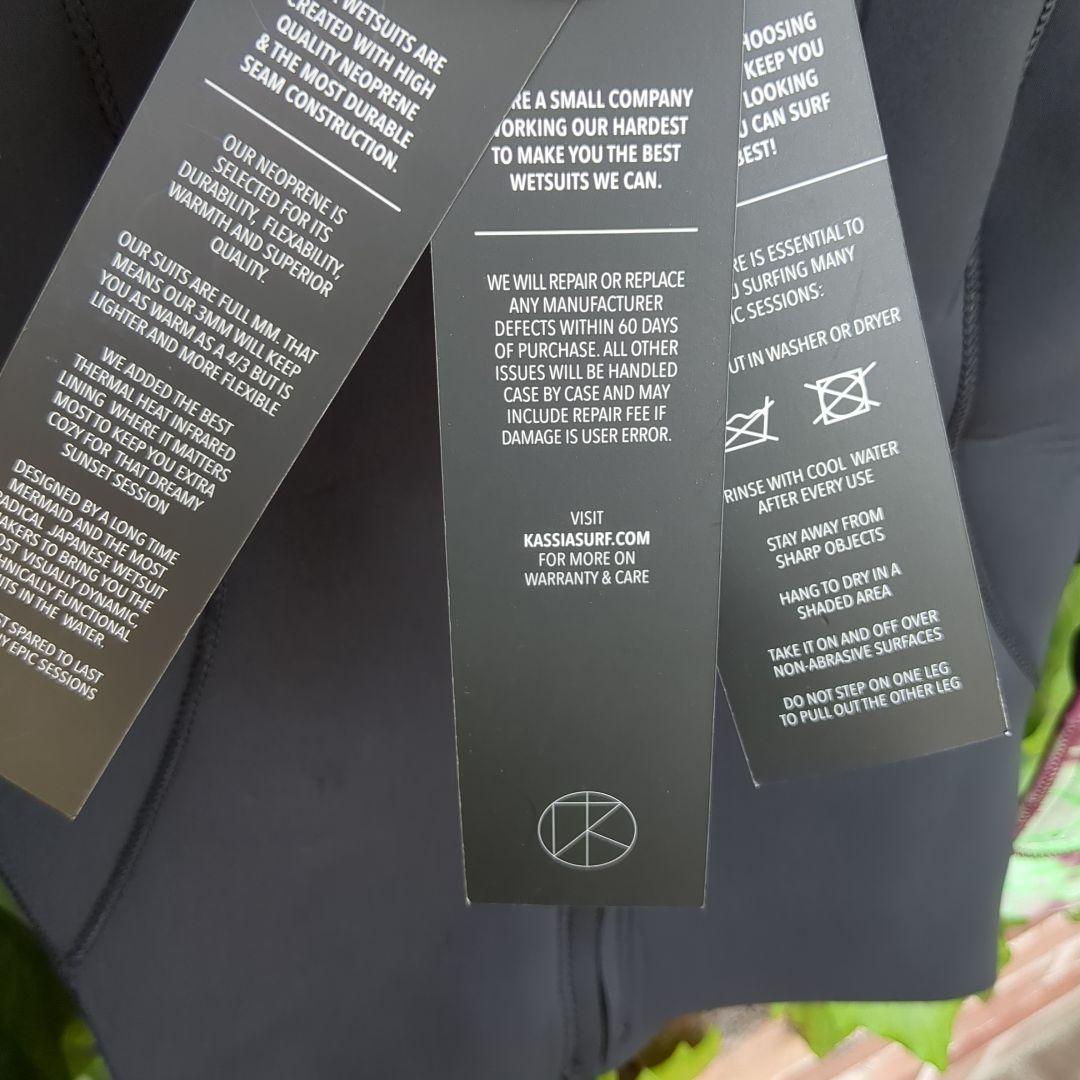 WETSUITS ARE
CREATED WITH HIGH
QUALITY NEOPRENE
& THE MOST DURABLE
SEAM CONSTRUCTION.
OUR NEOPRENE IS
SELECTED FOR ITS
DURABILITY, FLEXABILITY,
WARMTH AND SUPERIOR
QUALITY.
OUR SUITS ARE FULL MM. THAT
MEANS OUR 3MM WILL KEEP
YOU AS WARM AS A 4/3 BUT IS
LIGHTER AND MORE FLEXIBLE
WE ADDED THE BEST
THERMAL HEAT INFRARED
LINING WHERE IT MATTERS
MOST TO KEEP YOU EXTRA
COZY FOR THAT DREAMY
SUNSET SESSION
DESIGNED BY A LONG TIME
MERMAID AND THE MOST
RADICAL JAPANESE WETSUIT
MAKERS TO BRING YOU THE
MOST VISUALLY DYNAMIC,
FUNCTIONAL
IN THE WATER.
SPARED TO LAST
EPIC SESSIONS
A SMALL COMPANY
WORKING OUR HARDEST
TO MAKE YOU THE BEST
WETSUITS WE CAN.
WE WILL REPAIR OR REPLACE
ANY MANUFACTURER
DEFECTS WITHIN 60 DAYS
OF PURCHASE. ALL OTHER
ISSUES WILL BE HANDLED
CASE BY CASE AND MAY
INCLUDE REPAIR FEE IF
DAMAGE IS USER ERROR.
VISIT
KASSIASURF.COM
FOR MORE ON
WARRANTY & CARE
KEEP YOU
LOOKING
CAN SURF
BEST!
IS ESSENTIAL TO
SURFING MANY
SESSIONS:
IN WASHER OR DRYER
RINSE WITH COOL WATER
AFTER EVERY USE
STAY AWAY FROM
SHARP OBJECTS
HANG TO DRY IN A
SHADED AREA
TAKE IT ON AND OFF OVER
NON-ABRASIVE SURFACES
DO NOT STEP ON ONE LEG
TO PULL OUT THE OTHER LEG